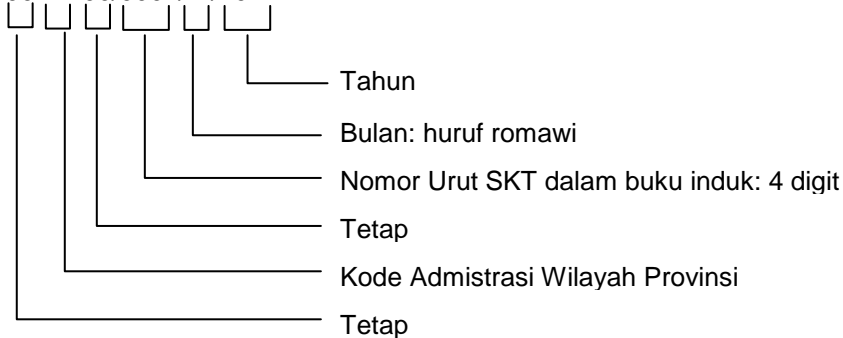 Tahun
Bulan: huruf romawi
Nomor Urut SKT dalam buku induk: 4 digit
Tetap
Kode Admistrasi Wilayah Provinsi
Tetap